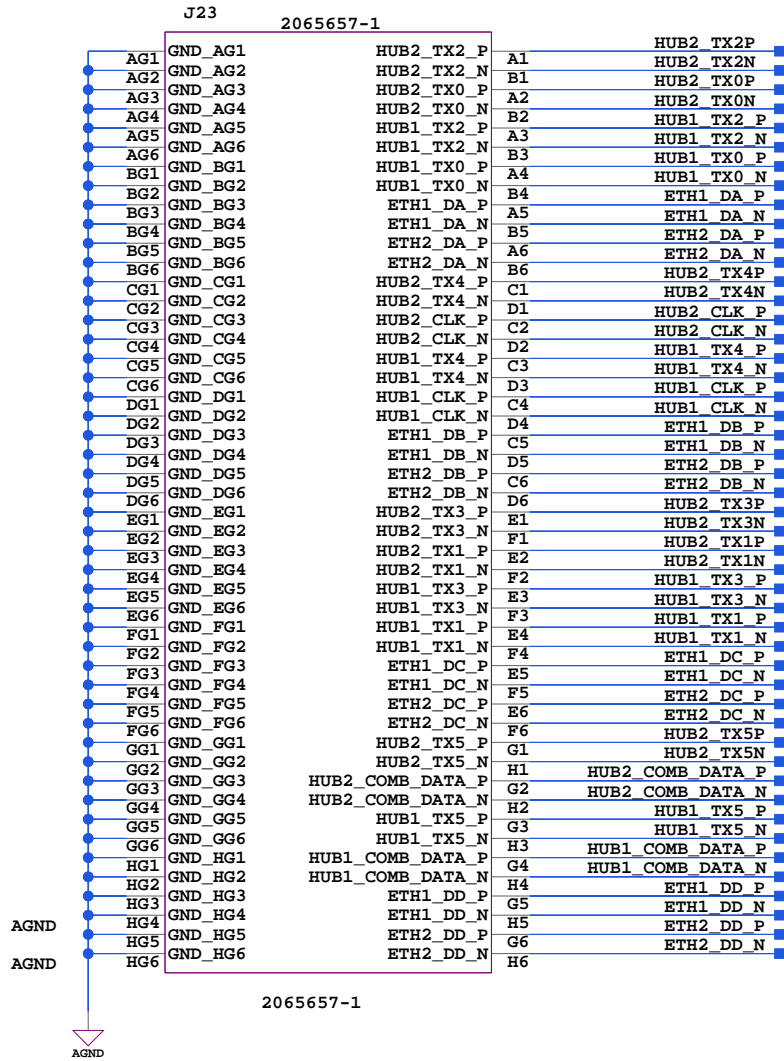 J23
2065657-1
GND_AG1 HUB2_TX2_P HUB2_TX2P
AG1 A1
GND_AG2 HUB2_TX2_N HUB2_TX2N
AG2 B1
GND_AG3 HUB2_TX0_P HUB2_TX0P
AG3 A2
GND_AG4 HUB2_TX0_N HUB2_TX0N
AG4 B2
GND_AG5 HUB1_TX2_P HUB1_TX2_P
AG5 A3
GND_AG6 HUB1_TX2_N HUB1_TX2_N
AG6 B3
GND_BG1 HUB1_TX0_P HUB1_TX0_P
BG1 A4
GND_BG2 HUB1_TX0_N HUB1_TX0_N
BG2 B4
GND_BG3 ETH1_DA_P ETH1_DA_P
BG3 A5
GND_BG4 ETH1_DA_N ETH1_DA_N
BG4 B5
GND_BG5 ETH2_DA_P ETH2_DA_P
BG5 A6
GND_BG6 ETH2_DA_N ETH2_DA_N
BG6 B6
GND_CG1 HUB2_TX4_P HUB2_TX4P
CG1 C1
GND_CG2 HUB2_TX4_N HUB2_TX4N
CG2 D1
GND_CG3 HUB2_CLK_P HUB2_CLK_P
CG3 C2
GND_CG4 HUB2_CLK_N HUB2_CLK_N
CG4 D2
GND_CG5 HUB1_TX4_P HUB1_TX4_P
CG5 C3
GND_CG6 HUB1_TX4_N HUB1_TX4_N
CG6 D3
GND_DG1 HUB1_CLK_P HUB1_CLK_P
DG1 C4
GND_DG2 HUB1_CLK_N HUB1_CLK_N
DG2 D4
GND_DG3 ETH1_DB_P ETH1_DB_P
DG3 C5
GND_DG4 ETH1_DB_N ETH1_DB_N
DG4 D5
GND_DG5 ETH2_DB_P ETH2_DB_P
DG5 C6
GND_DG6 ETH2_DB_N ETH2_DB_N
DG6 D6
GND_EG1 HUB2_TX3_P HUB2_TX3P
EG1 E1
GND_EG2 HUB2_TX3_N HUB2_TX3N
EG2 F1
GND_EG3 HUB2_TX1_P HUB2_TX1P
EG3 E2
GND_EG4 HUB2_TX1_N HUB2_TX1N
EG4 F2
GND_EG5 HUB1_TX3_P HUB1_TX3_P
EG5 E3
GND_EG6 HUB1_TX3_N HUB1_TX3_N
EG6 F3
GND_FG1 HUB1_TX1_P HUB1_TX1_P
FG1 E4
GND_FG2 HUB1_TX1_N HUB1_TX1_N
FG2 F4
GND_FG3 ETH1_DC_P ETH1_DC_P
FG3 E5
GND_FG4 ETH1_DC_N ETH1_DC_N
FG4 F5
GND_FG5 ETH2_DC_P ETH2_DC_P
FG5 E6
GND_FG6 ETH2_DC_N ETH2_DC_N
FG6 F6
GND_GG1 HUB2_TX5_P HUB2_TX5P
GG1 G1
GND_GG2 HUB2_TX5_N HUB2_TX5N
GG2 H1
GND_GG3 HUB2_COMB_DATA_P HUB2_COMB_DATA_P
GG3 G2
GND_GG4 HUB2_COMB_DATA_N HUB2_COMB_DATA_N
GG4 H2
GND_GG5 HUB1_TX5_P HUB1_TX5_P
GG5 G3
GND_GG6 HUB1_TX5_N HUB1_TX5_N
GG6 H3
GND_HG1 HUB1_COMB_DATA_P HUB1_COMB_DATA_P
HG1 G4
GND_HG2 HUB1_COMB_DATA_N HUB1_COMB_DATA_N
HG2 H4
GND_HG3 ETH1_DD_P ETH1_DD_P
HG3 G5
GND_HG4 ETH1_DD_N ETH1_DD_N
AGND HG4 H5
GND_HG5 ETH2_DD_P ETH2_DD_P
HG5 G6
GND_HG6 ETH2_DD_N ETH2_DD_N
AGND HG6 H6
2065657-1
AGND